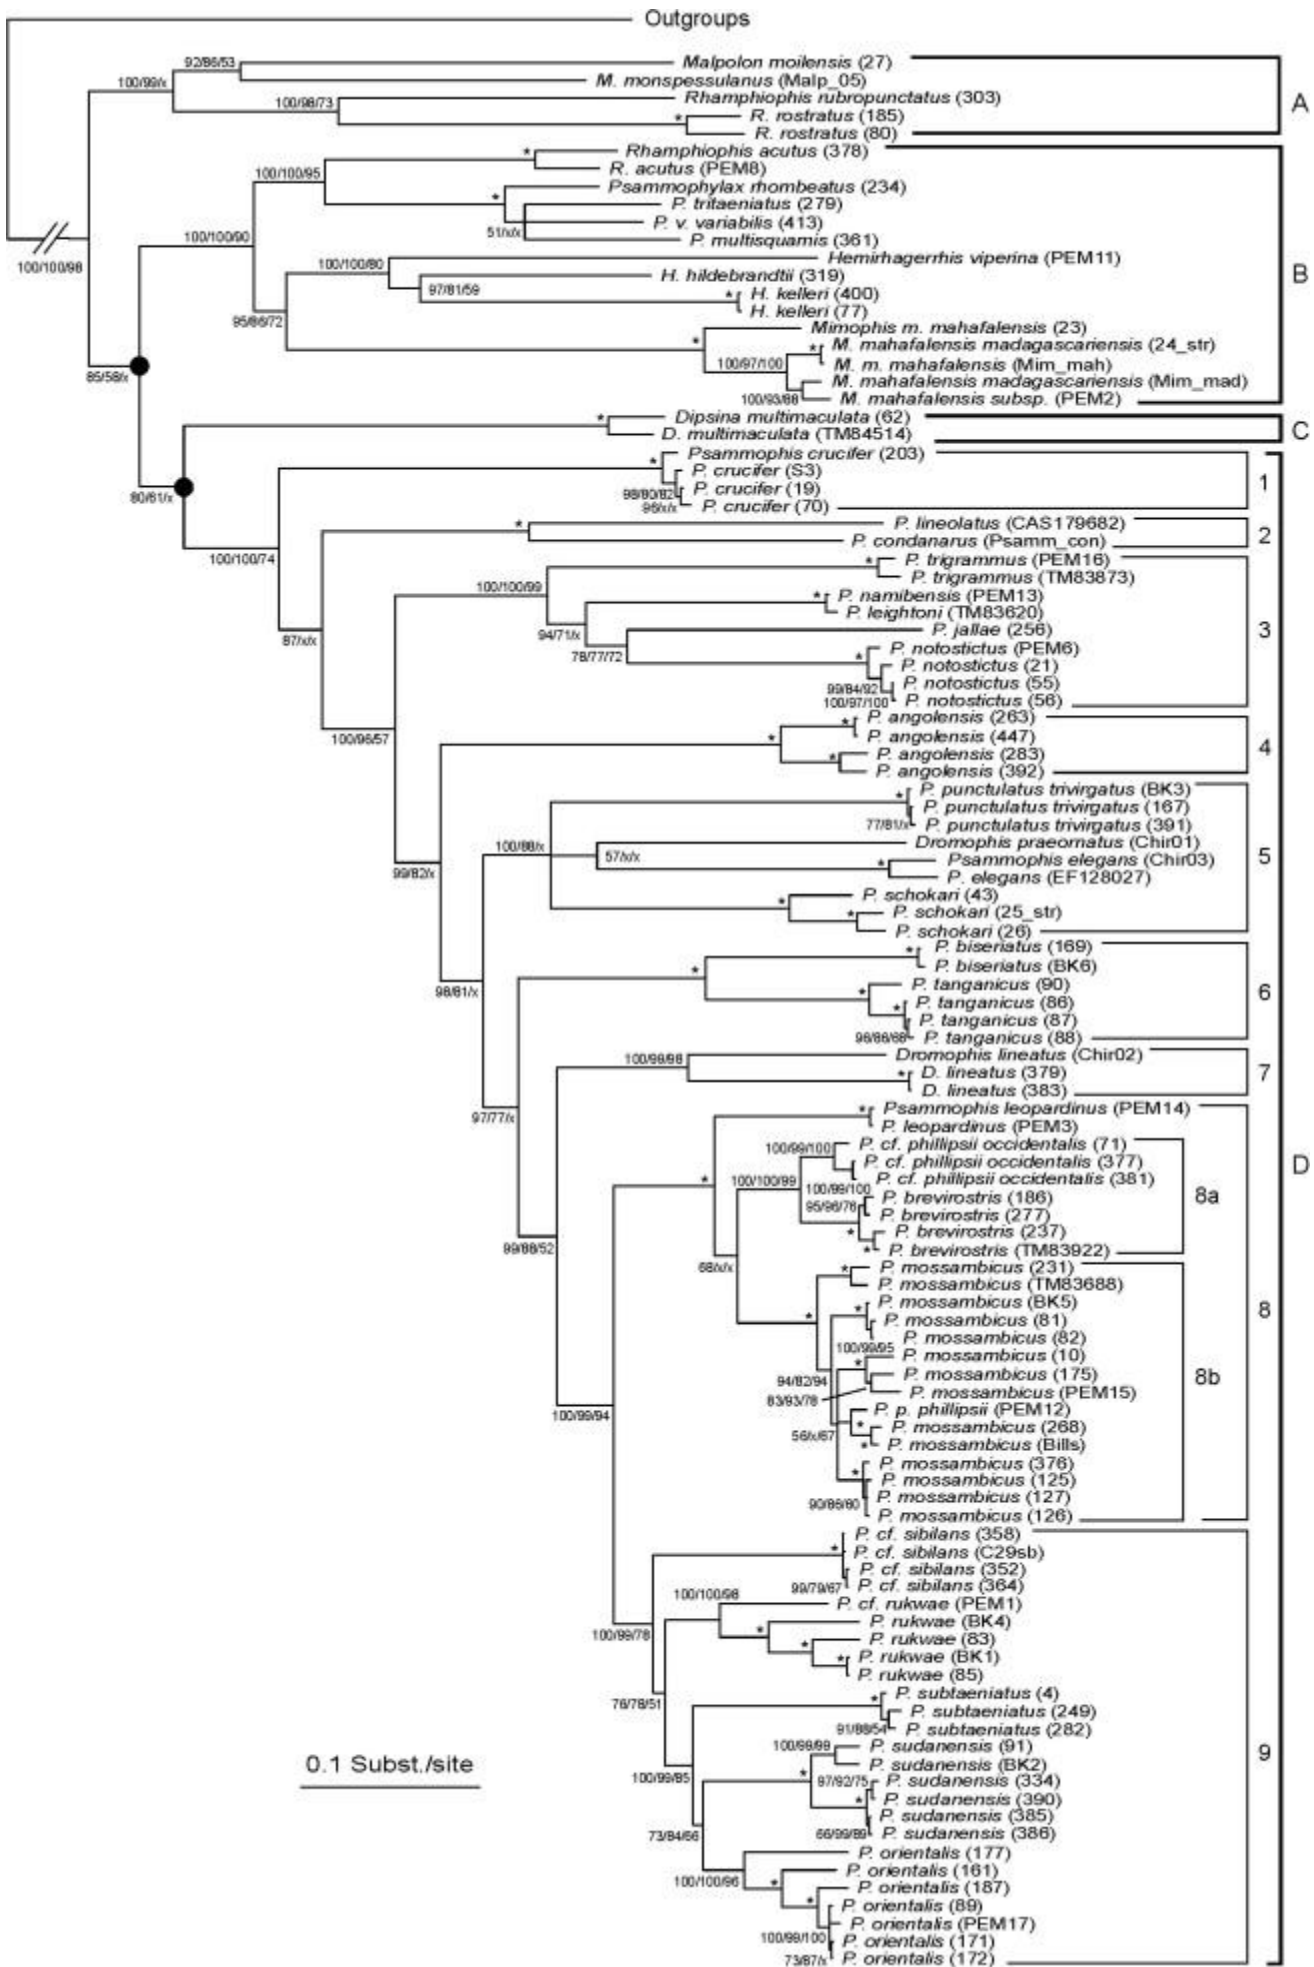 Outgroups
92/86/53
Malpolon moilensis (27)
100/99/x
M. monspessulanus (Malp_05)
100/98/73
Rhamphiophis rubropunctatus (303)
*
R. rostratus (185)
R. rostratus (80)
A
*
Rhamphiophis acutus (378)
100/100/95
R. acutus (PEM8)
*
Psammophylax rhombeatus (234)
P. tritaeniatus (279)
P. v. variabilis (413)
51/x/x
P. multisquamis (361)
100/100/90
100/100/98
100/100/80
Hemirhagerrhis viperina (PEM11)
H. hildebrandtii (319)
97/81/59
*
H. kelleri (400)
H. kelleri (77)
B
95/86/72
Mimophis m. mahafalensis (23)
*
*
M. mahafalensis madagascariensis (24_str)
100/97/100
M. m. mahafalensis (Mim_mah)
85/58/x
M. mahafalensis madagascariensis (Mim_mad)
100/93/88
M. mahafalensis subsp. (PEM2)
*
Dipsina multimaculata (62)
D. multimaculata (TM84514)
C
Psammophis crucifer (203)
*
P. crucifer (S3)
98/80/82
P. crucifer (19)
96/x/x
P. crucifer (70)
1
80/61/x
*
P. lineolatus (CAS179682)
P. condanarus (Psamm_con)
2
100/100/74
*
P. trigrammus (PEM16)
P. trigrammus (TM83873)
100/100/99
*
P. namibensis (PEM13)
P. leightoni (TM83620)
94/71/x
P. jallae (256)
3
87/x/x
78/77/72
*
P. notostictus (PEM6)
P. notostictus (21)
99/84/92
P. notostictus (55)
100/97/100
P. notostictus (56)
*
P. angolensis (263)
100/96/57
*
P. angolensis (447)
*
P. angolensis (283)
P. angolensis (392)
4
*
P. punctulatus trivirgatus (BK3)
P. punctulatus trivirgatus (167)
77/81/x
P. punctulatus trivirgatus (391)
100/88/x
Dromophis praeornatus (Chir01)
57/x/x
*
Psammophis elegans (Chir03)
P. elegans (EF128027)
5
99/82/x
*
P. schokari (43)
*
P. schokari (25_str)
P. schokari (26)
*
P. biseriatus (169)
P. biseriatus (BK6)
*
*
P. tanganicus (90)
*
P. tanganicus (86)
P. tanganicus (87)
96/86/68
P. tanganicus (88)
6
98/81/x
100/99/98
Dromophis lineatus (Chir02)
*
D. lineatus (379)
D. lineatus (383)
7
97/77/x
*
Psammophis leopardinus (PEM14)
P. leopardinus (PEM3)
100/99/100
P. cf. phillipsii occidentalis (71)
P. cf. phillipsii occidentalis (377)
P. cf. phillipsii occidentalis (381)
*
100/100/99
100/99/100
P. brevirostris (186)
95/96/76
P. brevirostris (277)
*
P. brevirostris (237)
*
P. brevirostris (TM83922)
8a
D
99/88/52
68/x/x
*
P. mossambicus (231)
P. mossambicus (TM83688)
*
*
P. mossambicus (BK5)
P. mossambicus (81)
P. mossambicus (82)
100/99/95
*
P. mossambicus (10)
94/82/94
P. mossambicus (175)
83/93/78
P. mossambicus (PEM15)
P. p. phillipsii (PEM12)
*
P. mossambicus (268)
56/x/67
*
P. mossambicus (Bills)
*
P. mossambicus (376)
P. mossambicus (125)
P. mossambicus (127)
90/86/80
P. mossambicus (126)
8
8b
100/99/94
P. cf. sibilans (358)
*
P. cf. sibilans (C29sb)
P. cf. sibilans (352)
99/79/67
P. cf. sibilans (364)
100/100/98
P. cf. rukwae (PEM1)
*
P. rukwae (BK4)
*
P. rukwae (83)
*
P. rukwae (BK1)
P. rukwae (85)
100/99/78
76/78/51
*
P. subtaeniatus (4)
P. subtaeniatus (249)
91/88/54
P. subtaeniatus (282)
100/99/99
P. sudanensis (91)
P. sudanensis (BK2)
*
97/92/75
P. sudanensis (334)
*
P. sudanensis (390)
P. sudanensis (385)
66/99/89
P. sudanensis (386)
9
100/99/85
73/84/66
P. orientalis (177)
100/100/96
P. orientalis (161)
*
P. orientalis (187)
*
P. orientalis (89)
P. orientalis (PEM17)
100/99/100
P. orientalis (171)
73/87/x
P. orientalis (172)
0.1 Subst./site